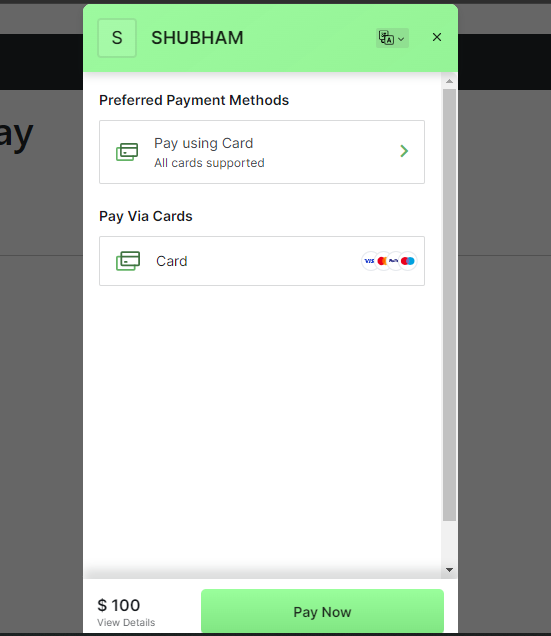 S SHUBHAM
ay
Preferred Payment Methods
Pay using Card
All cards supported
Pay Via Cards
Card VISA RuPay
$ 100
View Details
Pay Now